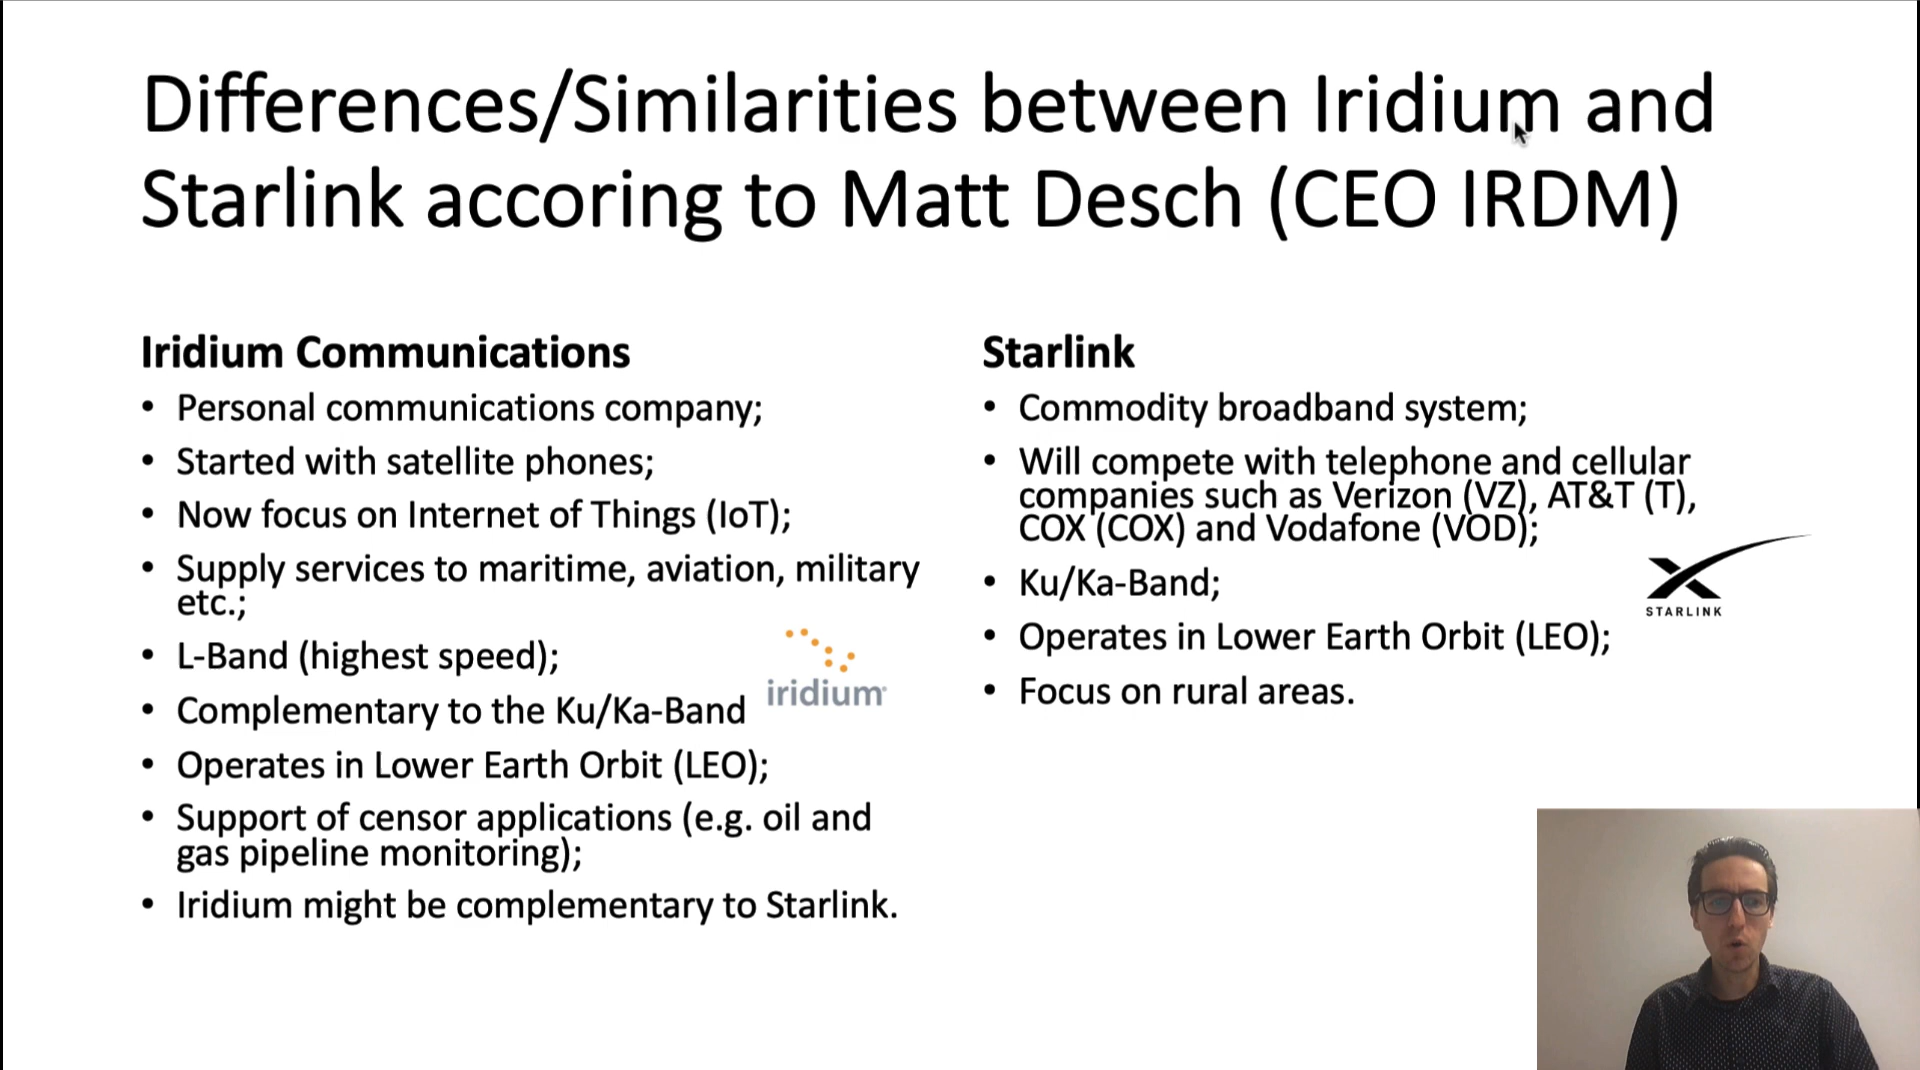 Differences/Similarities between Iridium and
Starlink accoring to Matt Desch (CEO IRDM)
Iridium Communications
• Personal communications company;
• Started with satellite phones;
• Now focus on Internet of Things (IoT);
• Supply services to maritime, aviation, military
etc.;
• L-Band (highest speed);
• Complementary to the Ku/Ka-Band
• Operates in Lower Earth Orbit (LEO);
• Support of censor applications (e.g. oil and
gas pipeline monitoring);
• Iridium might be complementary to Starlink.
iridium
Starlink
• Commodity broadband system;
• Will compete with telephone and cellular
companies such as Verizon (VZ), AT&T (T),
COX (COX) and Vodafone (VOD);
• Ku/Ka-Band;
• Operates in Lower Earth Orbit (LEO);
• Focus on rural areas.
STARLINK